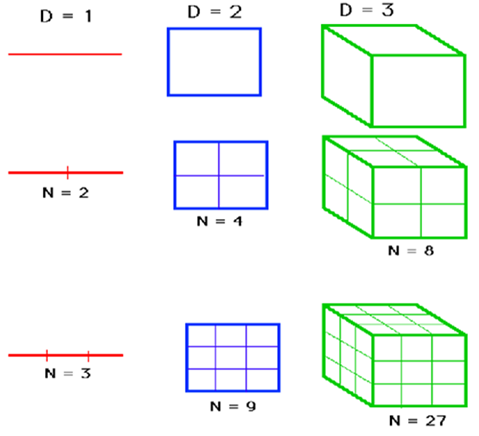 D = 1
D = 2
D = 3
N = 2
N = 4
N = 8
N = 3
N = 9
N = 27